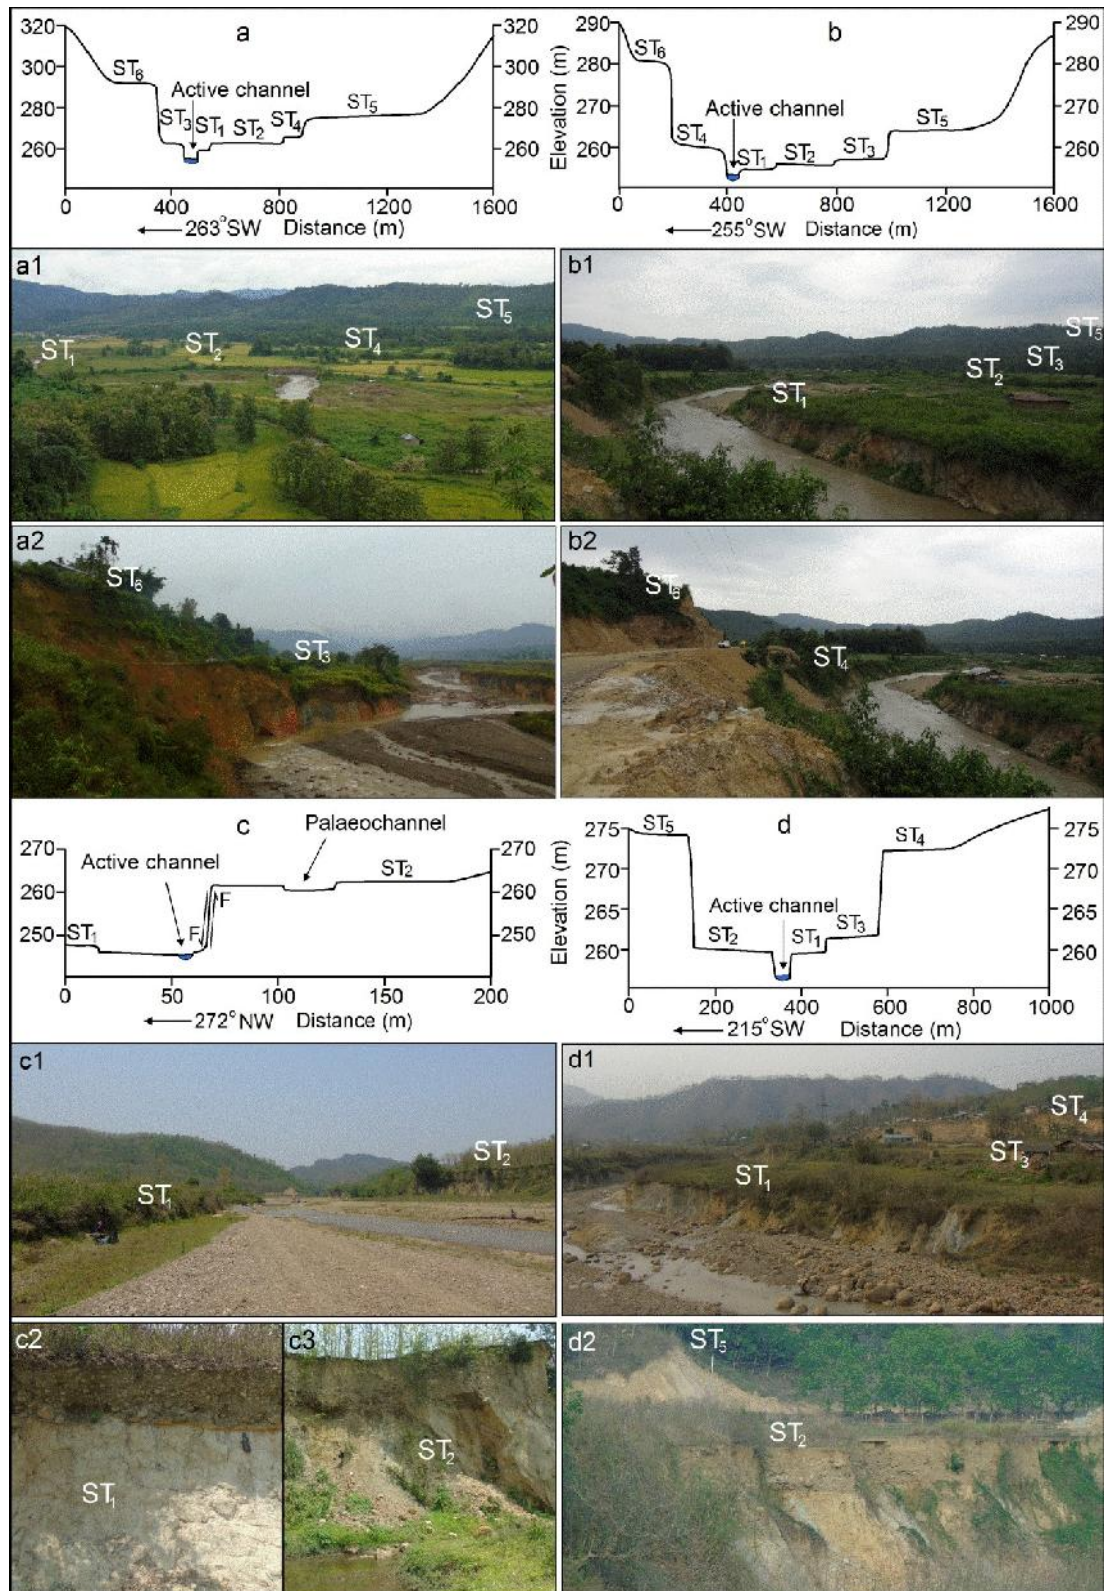 a
320
300
280
260
ST₆
Active channel
ST₃
ST₁
ST₂
ST₄
ST₅
320
300
280
260
0 400 800 1200 1600
263°SW Distance (m)
Elevation (m)
b
290
280
270
260
ST₆
Active channel
ST₄
ST₁
ST₂
ST₃
ST₅
290
280
270
260
0 400 800 1200 1600
255°SW Distance (m)
a1
ST₁
ST₂
ST₄
ST₅
b1
ST₁
ST₂
ST₃
ST₅
a2
ST₆
ST₃
b2
ST₆
ST₄
c
Palaeochannel
Active channel
270
260
250
ST₁
F
F
ST₂
270
260
250
0 50 100 150 200
272°NW Distance (m)
Elevation (m)
d
275
270
265
260
ST₅
ST₄
Active channel
ST₂
ST₁
ST₃
275
270
265
260
0 200 400 600 800 1000
215°SW Distance (m)
c1
ST₁
ST₂
d1
ST₁
ST₃
ST₄
c2
ST₁
c3
ST₂
d2
ST₅
ST₂